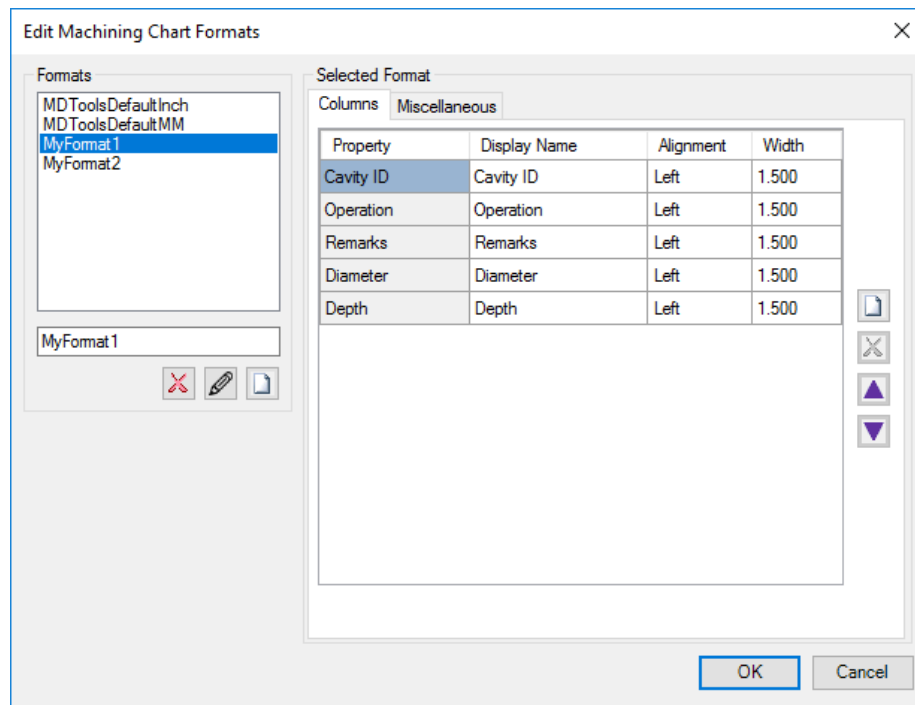 Edit Machining Chart Formats
Formats
MDToolsDefaultInch
MDToolsDefaultMM
MyFormat1
MyFormat2
MyFormat1
Selected Format
Columns Miscellaneous
Property Display Name Alignment Width
Cavity ID Cavity ID Left 1.500
Operation Operation Left 1.500
Remarks Remarks Left 1.500
Diameter Diameter Left 1.500
Depth Depth Left 1.500
OK Cancel